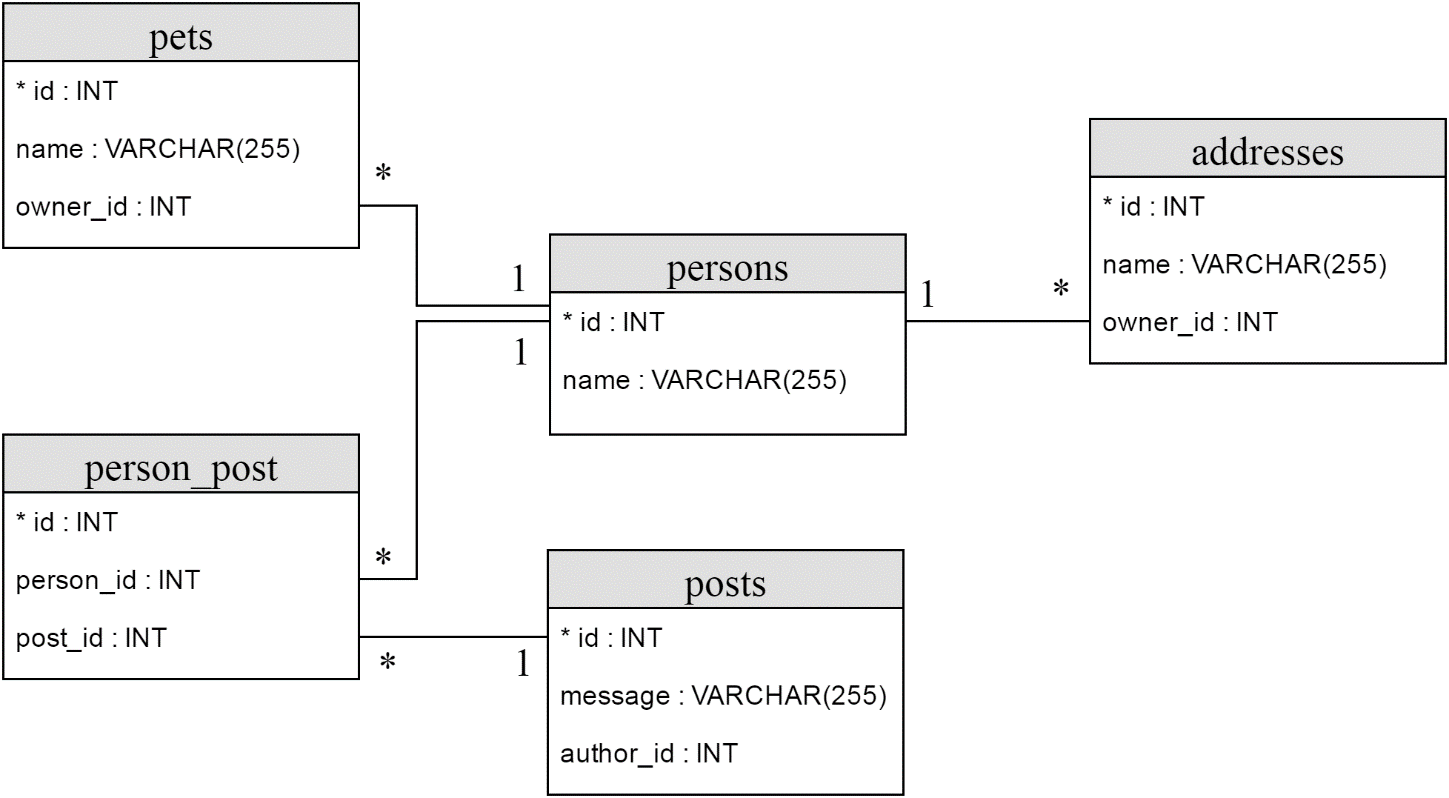 pets
* id : INT
name : VARCHAR(255)
owner_id : INT
*
1
persons
* id : INT
name : VARCHAR(255)
1
1
*
addresses
* id : INT
name : VARCHAR(255)
owner_id : INT
person_post
* id : INT
person_id : INT
post_id : INT
*
*
1
posts
* id : INT
message : VARCHAR(255)
author_id : INT